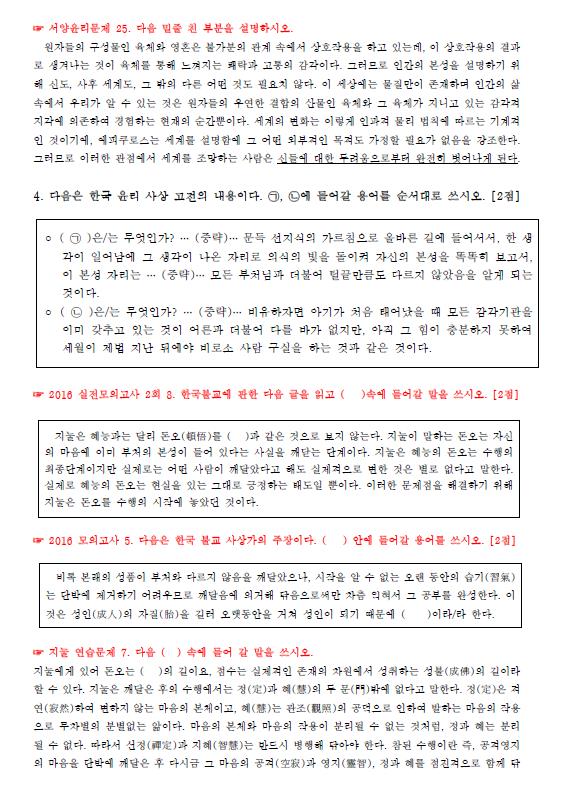 ☞ 서양윤리문제 25. 다음 밑줄 친 부분을 설명하시오.
원자들의 구성물인 육체와 영혼은 불가분의 관계 속에서 상호작용을 하고 있는데, 이 상호작용의 결과
로 생겨나는 것이 육체를 통해 느껴지는 쾌락과 고통의 감각이다. 그러므로 인간의 본성을 설명하기 위
해 신도, 사후 세계도, 그 밖의 다른 어떤 것도 필요치 않다. 이 세상에는 물질만이 존재하며 인간의 삶
속에서 우리가 알 수 있는 것은 원자들의 우연한 결합의 산물인 육체와 그 육체가 지니고 있는 감각적
지각에 의존하여 경험하는 현재의 순간뿐이다. 세계의 변화는 이렇게 인과적 물리 법칙에 따르는 기계적
인 것이기에, 에피쿠로스는 세계를 설명함에 그 어떤 외부적인 목적도 가정할 필요가 없음을 강조한다.
그러므로 이러한 관점에서 세계를 조망하는 사람은 신들에 대한 두려움으로부터 완전히 벗어나게 된다.
4. 다음은 한국 윤리 사상 고전의 내용이다. ㉠, ㉡에 들어갈 용어를 순서대로 쓰시오. [2점]
○ ( ㉠ )은/는 무엇인가? … (중략)… 문득 선지식의 가르침으로 올바른 길에 들어서서, 한 생
각이 일어남에 그 생각이 나온 자리로 의식의 빛을 돌이켜 자신의 본성을 똑똑히 보고서,
이 본성 자리는 … (중략)… 모든 부처님과 더불어 털끝만큼도 다르지 않았음을 알게 되는
것이다.
○ ( ㉡ )은/는 무엇인가? … (중략)… 비유하자면 아기가 처음 태어났을 때 모든 감각기관을
이미 갖추고 있는 것이 어른과 더불어 다를 바가 없지만, 아직 그 힘이 충분하지 못하여
세월이 제법 지난 뒤에야 비로소 사람 구실을 하는 것과 같은 것이다.
☞ 2016 실전모의고사 2회 8. 한국불교에 관한 다음 글을 읽고 (   )속에 들어갈 말을 쓰시오. [2점]
지눌은 혜능과는 달리 돈오(頓悟)를 (   )과 같은 것으로 보지 않는다. 지눌이 말하는 돈오는 자신
의 마음에 이미 부처의 본성이 들어 있다는 사실을 깨닫는 단계이다. 지눌은 혜능의 돈오는 수행의
최종단계이지만 실제로는 어떤 사람이 깨달았다고 해도 실제적으로 변한 것은 별로 없다고 말한다.
실제로 혜능의 돈오는 현실을 있는 그대로 긍정하는 태도일 뿐이다. 이러한 문제점을 해결하기 위해
지눌은 돈오를 수행의 시작에 놓았던 것이다.
☞ 2016 모의고사 5. 다음은 한국 불교 사상가의 주장이다. (   ) 안에 들어갈 용어를 쓰시오. [2점]
비록 본래의 성품이 부처와 다르지 않음을 깨달았으나, 시작을 알 수 없는 오랜 동안의 습기(習氣)
는 단박에 제거하기 어려우므로 깨달음에 의거해 닦음으로써만 차츰 익혀서 그 공부를 완성한다. 이
것은 성인(成人)의 자질(胎)을 길러 오랫동안을 거쳐 성인이 되기 때문에 (   )이라/라 한다.
☞ 지눌 연습문제 7. 다음 (  ) 속에 들어 갈 말을 쓰시오.
지눌에게 있어 돈오는 (   )의 길이요, 점수는 실제적인 존재의 차원에서 성취하는 성불(成佛)의 길이라
할 수 있다. 지눌은 깨달은 후의 수행에서는 정(定)과 혜(慧)의 두 문(門)밖에 없다고 말한다. 정(定)은 적
연(寂然)하여 변하지 않는 마음의 본체이고, 혜(慧)는 관조(觀照)의 공덕으로 인하여 발하는 마음의 작용
으로 무차별의 분별없는 앎이다. 마음의 본체와 마음의 작용이 분리될 수 없는 것처럼, 정과 혜는 분리
될 수 없다. 따라서 선정(禪定)과 지혜(智慧)는 반드시 병행해 닦아야 한다. 참된 수행이란 즉, 공적영지
의 마음을 단박에 깨달은 후 다시금 그 마음의 공적(空寂)과 영지(靈智), 정과 혜를 점진적으로 함께 닦